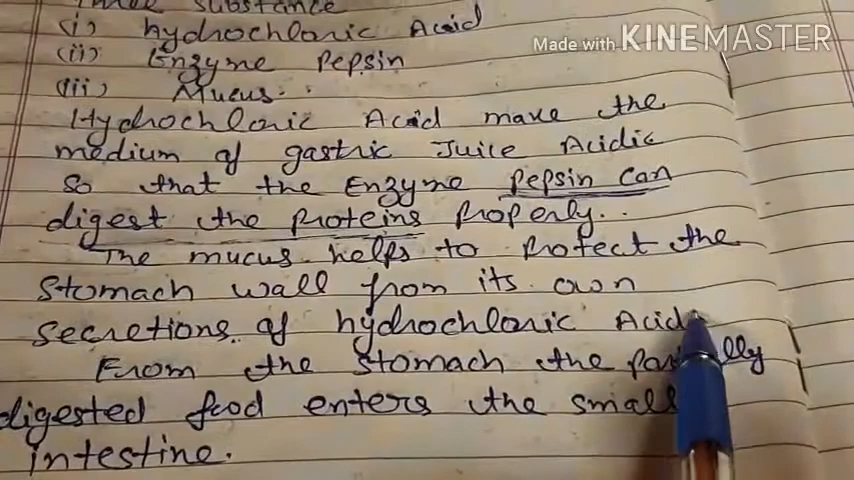 three substance
(i) hydrochloric Acid
Made with KINEMASTER
(ii) Enzyme Pepsin
(iii) Mucus.
Hydrochloric Acid make the
medium of gastric Juice Acidic
so that the Enzyme pepsin can
digest the proteins properly..
The mucus helps to Protect the
Stomach wall from its own
secretions of hydrochloric Acid
From the Stomach the
digested food enters the small
intestine.